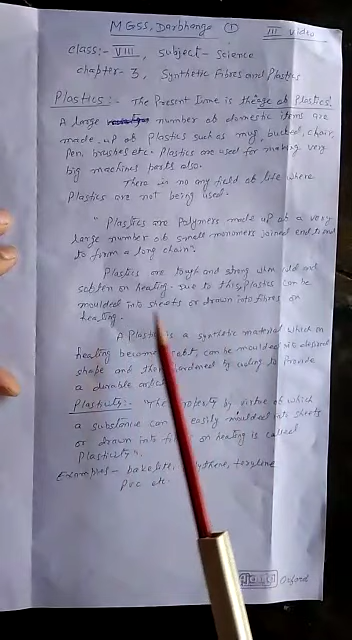 MGSS, Darbhanga ① III video
Class:- VIII, Subject- Science
Chapter- 3, Synthetic Fibres and Plastics
Plastics:- The Present Time is the age of Plastics.
A large number of domestic items are
made up of Plastics such as mug, bucket, chair,
Pen, brushes etc. Plastics are used for making very
big machines parts also.
There is no any field of life where
Plastics are not being used.
"Plastics are Polymers made up of a very
large number of small monomers joined end to end
to form a long chain".
Plastics are tough and strong and not
soften on heating. Due to this, Plastics can be
moulded into sheets or drawn into fibres on
heating.
A Plastic is a synthetic material which on
heating become soft, can be moulded into desired
shape and then hardened by cooling to Provide
a durable
Plasticity:- "The Property by virtue of which
a substance can easily moulded into sheets
or drawn into on heating is called
Plasticity".
Examples- bakelite, terylene
PVC etc.
Oxford